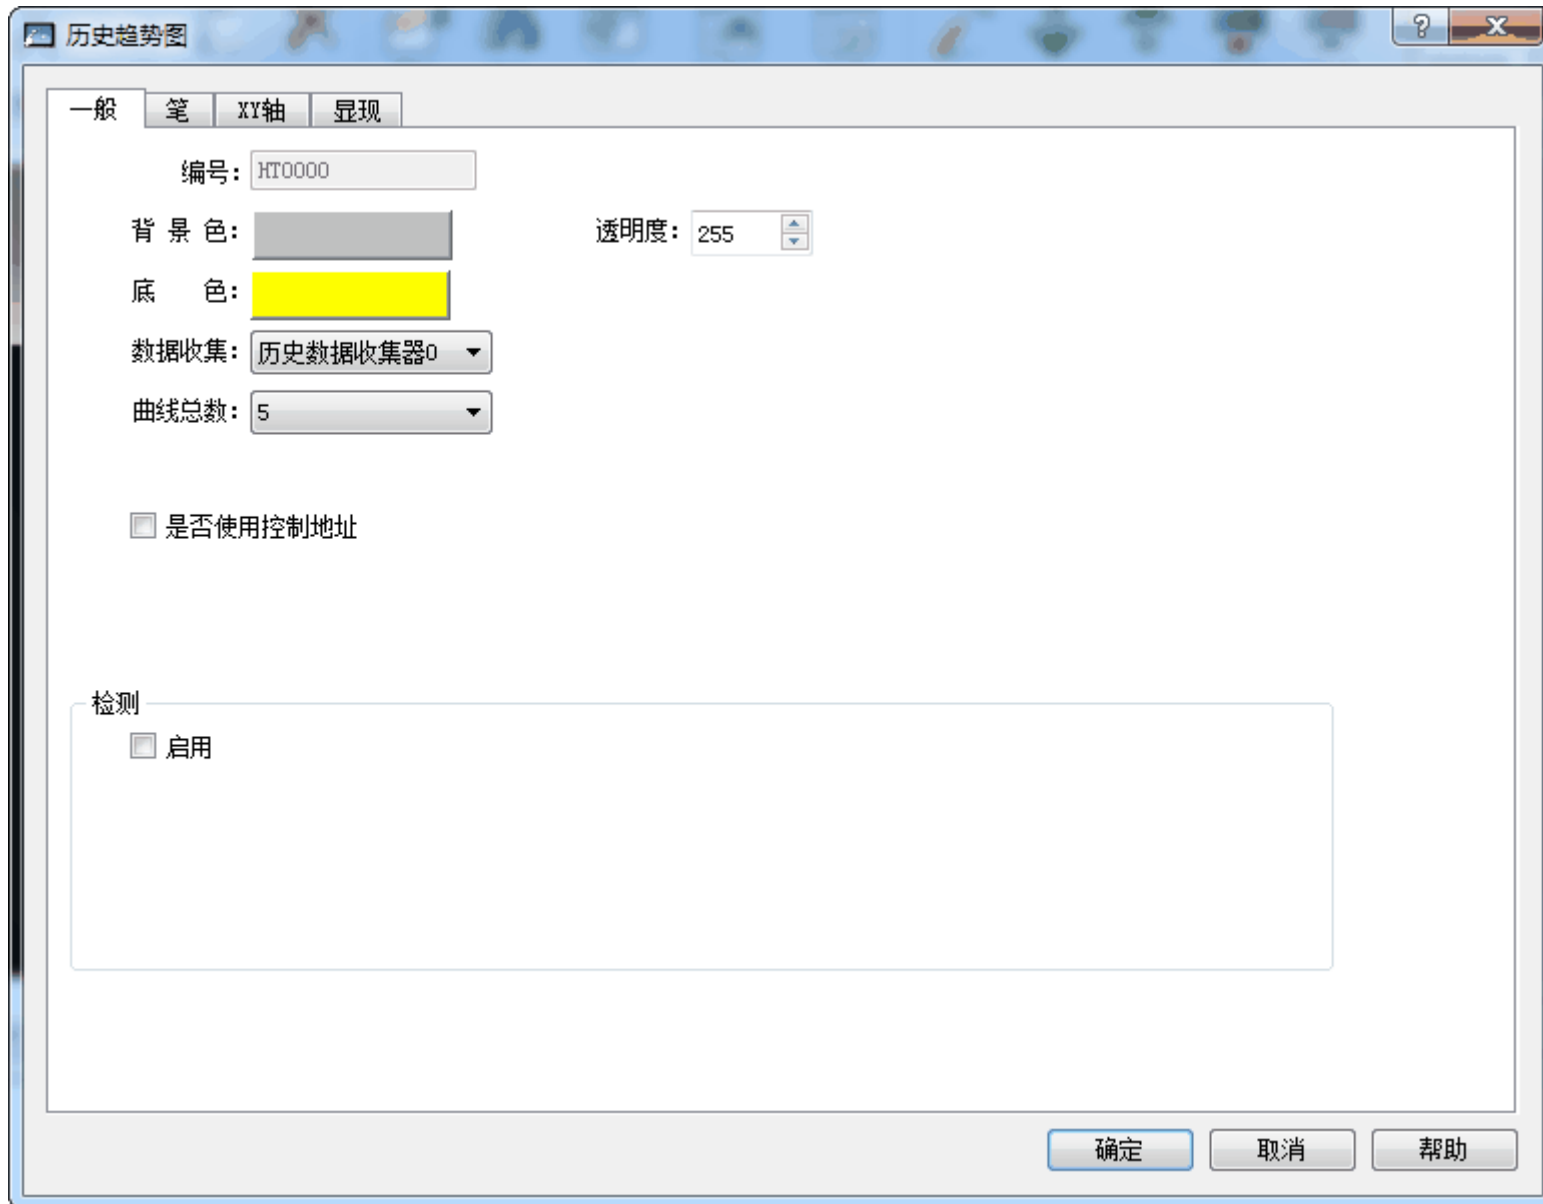 历史趋势图
?
一般 笔 XY轴 显现
编号: HT0000
背 景 色: 透明度: 255
底 色:
数据收集: 历史数据收集器0
曲线总数: 5
是否使用控制地址
检测
启用
确定 取消 帮助